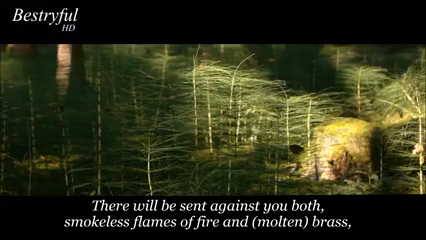 Bestryful
HD
There will be sent against you both,
smokeless flames of fire and (molten) brass,